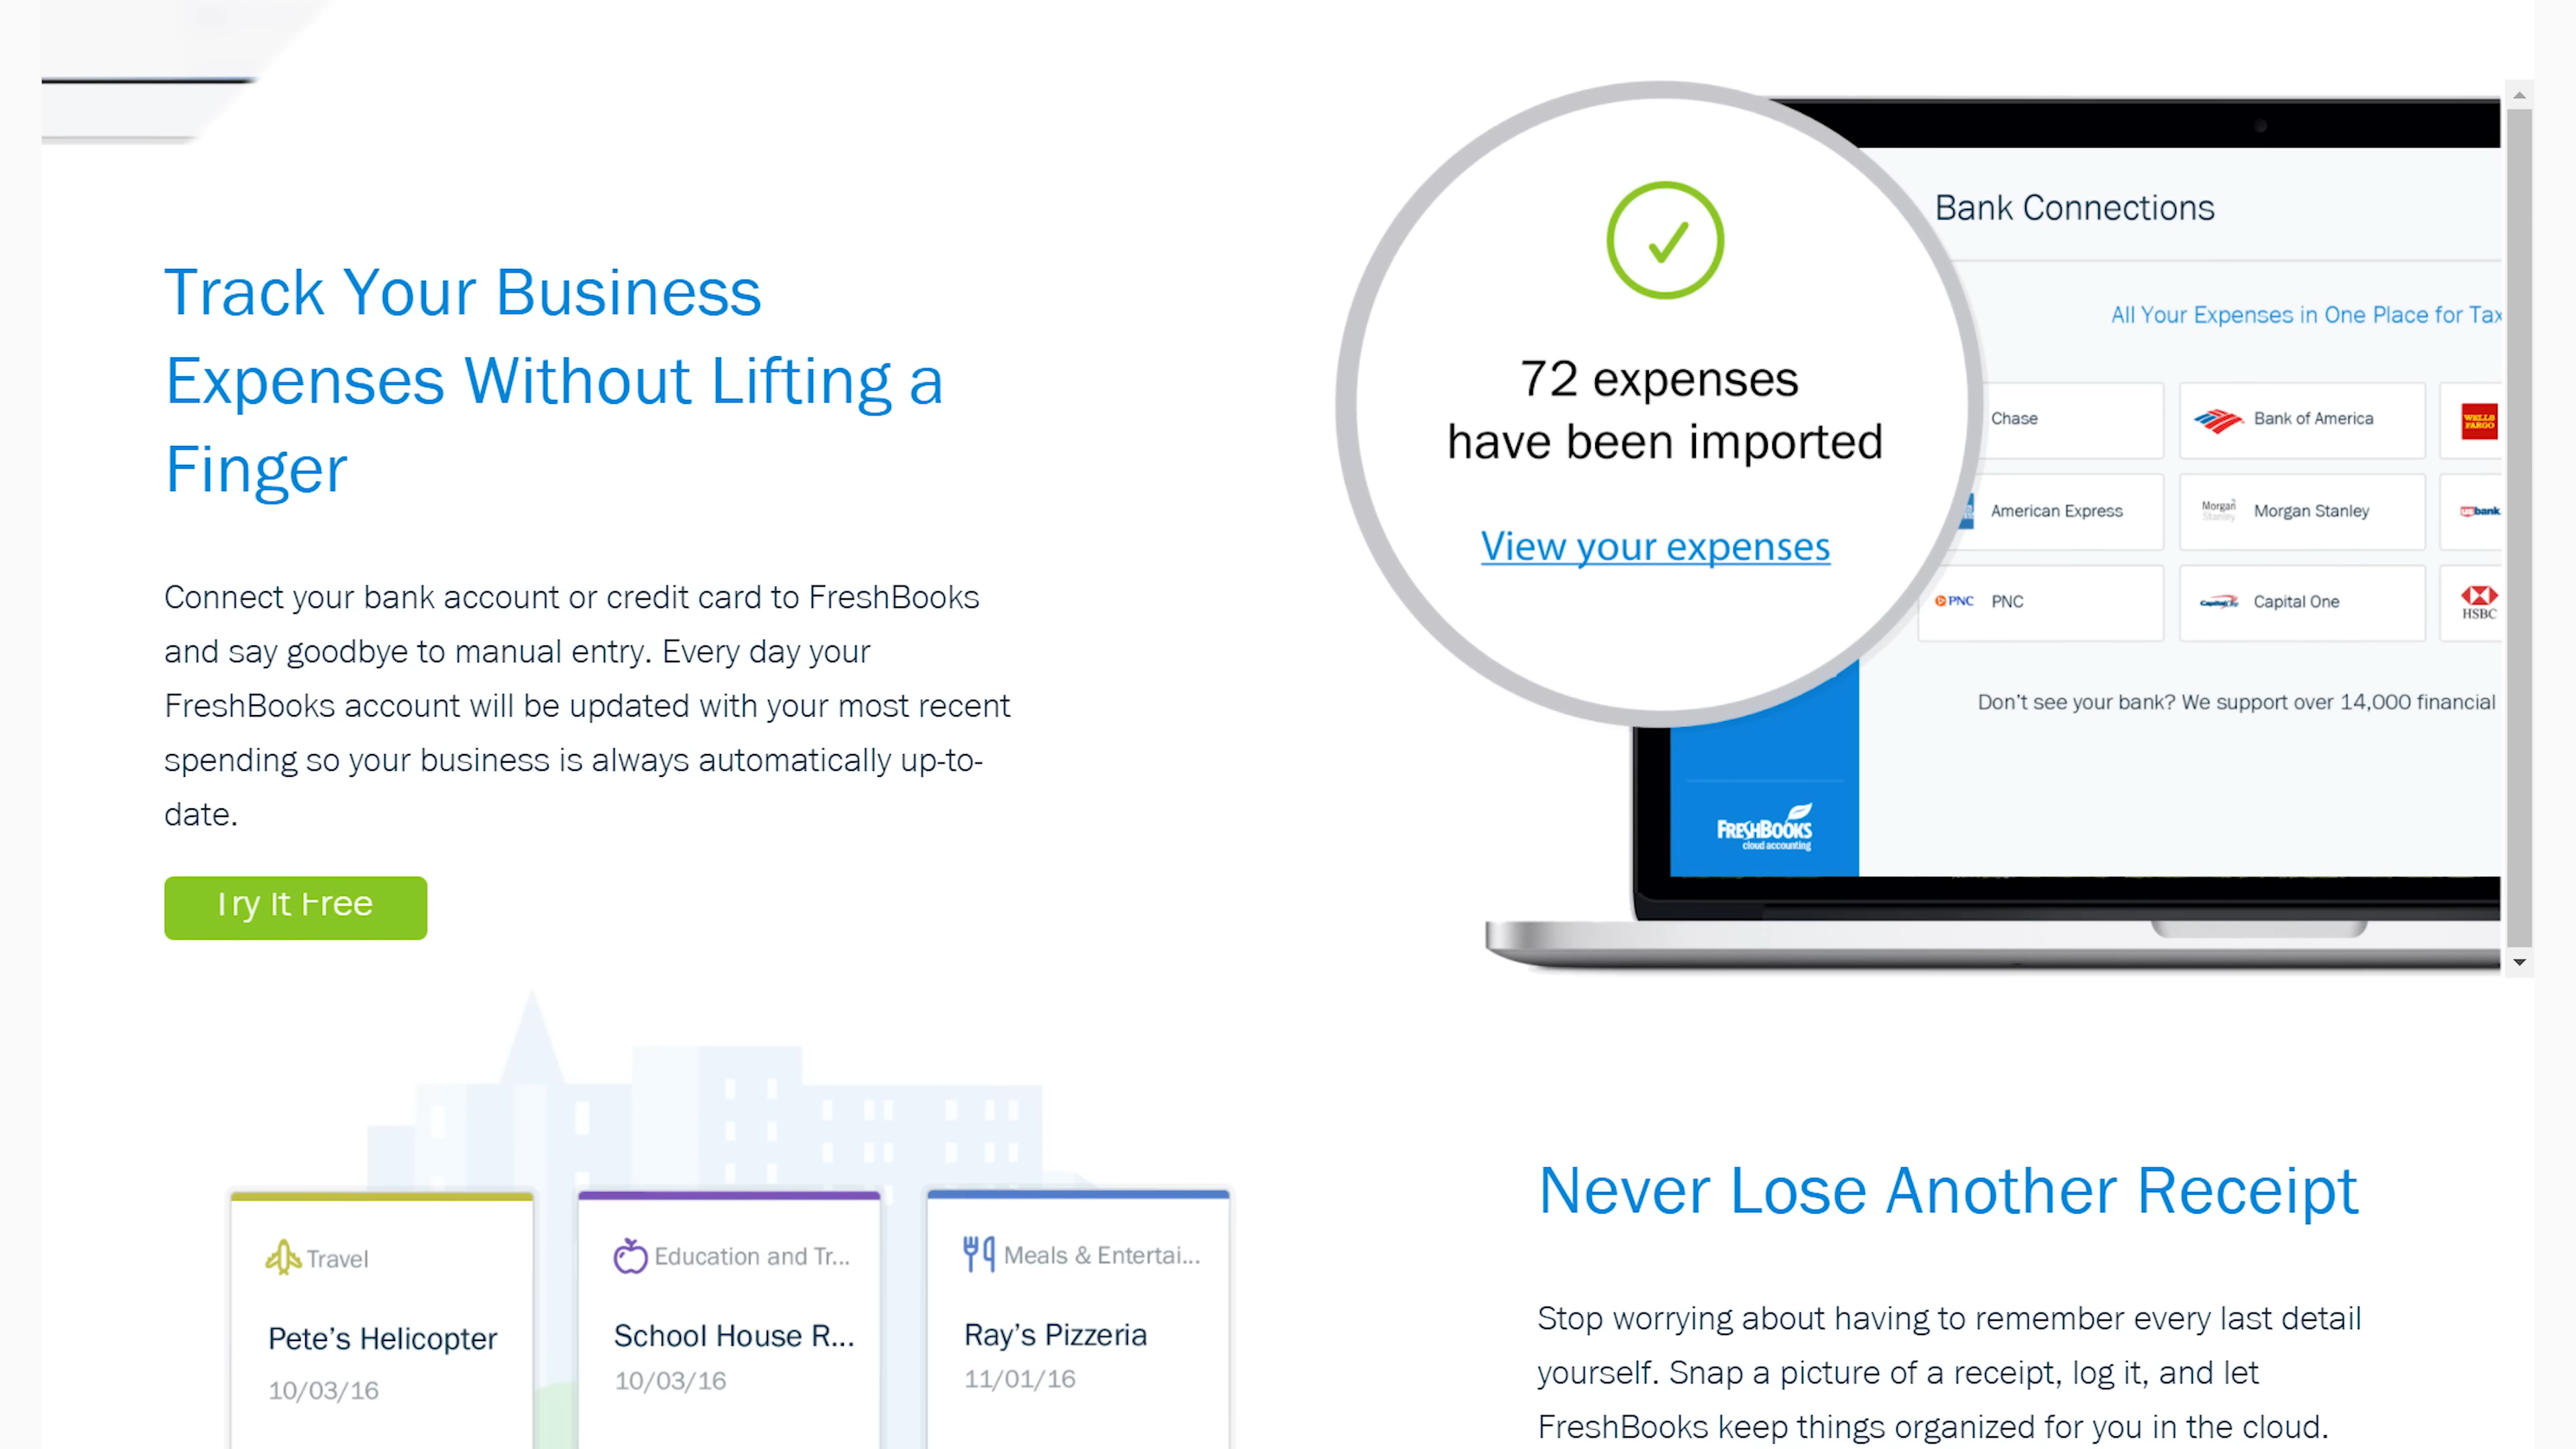 Track Your Business
Expenses Without Lifting a
Finger
Connect your bank account or credit card to FreshBooks
and say goodbye to manual entry. Every day your
FreshBooks account will be updated with your most recent
spending so your business is always automatically up-to-
date.
Try It Free
72 expenses
have been imported
View your expenses
Bank Connections
All Your Expenses in One Place for Tax
Chase
Bank of America
WELLS
FARGO
American Express
Morgan
Stanley
Morgan Stanley
usbank
PNC
PNC
Capital One
Capital One
HSBC
Don't see your bank? We support over 14,000 financial
FRESHBOOKS
cloud accounting
Travel
Pete's Helicopter
10/03/16
Education and Tr...
School House R...
10/03/16
Meals & Entertai...
Ray's Pizzeria
11/01/16
Never Lose Another Receipt
Stop worrying about having to remember every last detail
yourself. Snap a picture of a receipt, log it, and let
FreshBooks keep things organized for you in the cloud.